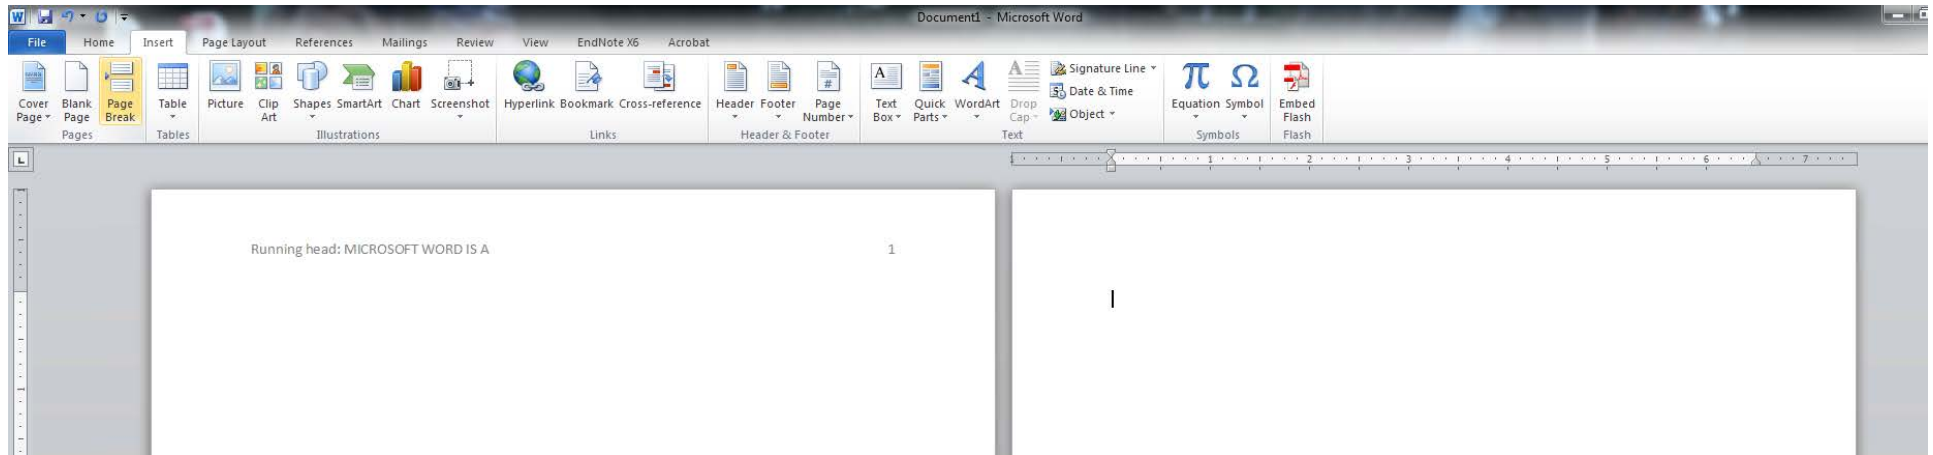 W
Document1 - Microsoft Word
File Home Insert Page Layout References Mailings Review View EndNote X6 Acrobat
Cover Page Blank Page Page Break Table Picture Clip Art Shapes SmartArt Chart Screenshot Hyperlink Bookmark Cross-reference Header Footer Page Number Text Box Quick Parts WordArt Drop Cap Signature Line Date & Time Object Equation Symbol Embed Flash
Pages Tables Illustrations Links Header & Footer Text Symbols Flash
1 1 2 3 4 5 6 7
Running head: MICROSOFT WORD IS A 1